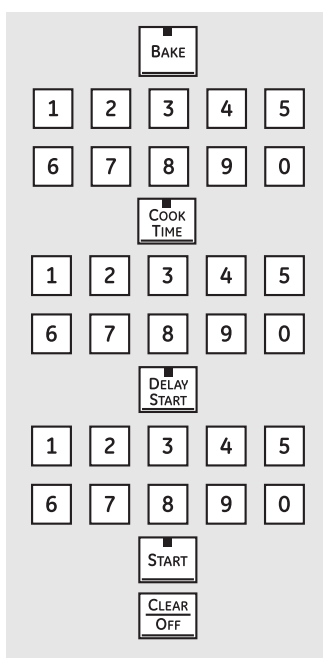 BAKE
1 2 3 4 5
6 7 8 9 0
COOK
TIME
1 2 3 4 5
6 7 8 9 0
DELAY
START
1 2 3 4 5
6 7 8 9 0
START
CLEAR
OFF